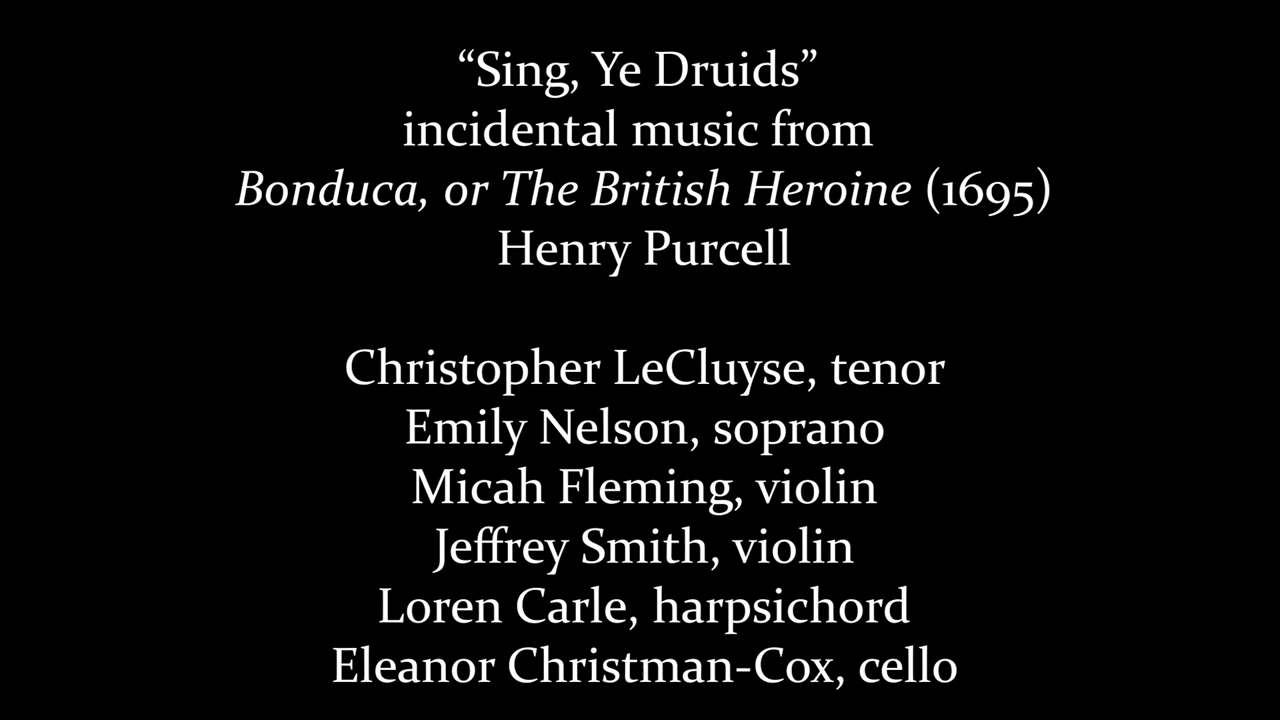 “Sing, Ye Druids”
incidental music from
Bonduca, or The British Heroine (1695)
Henry Purcell
Christopher LeCluyse, tenor
Emily Nelson, soprano
Micah Fleming, violin
Jeffrey Smith, violin
Loren Carle, harpsichord
Eleanor Christman-Cox, cello